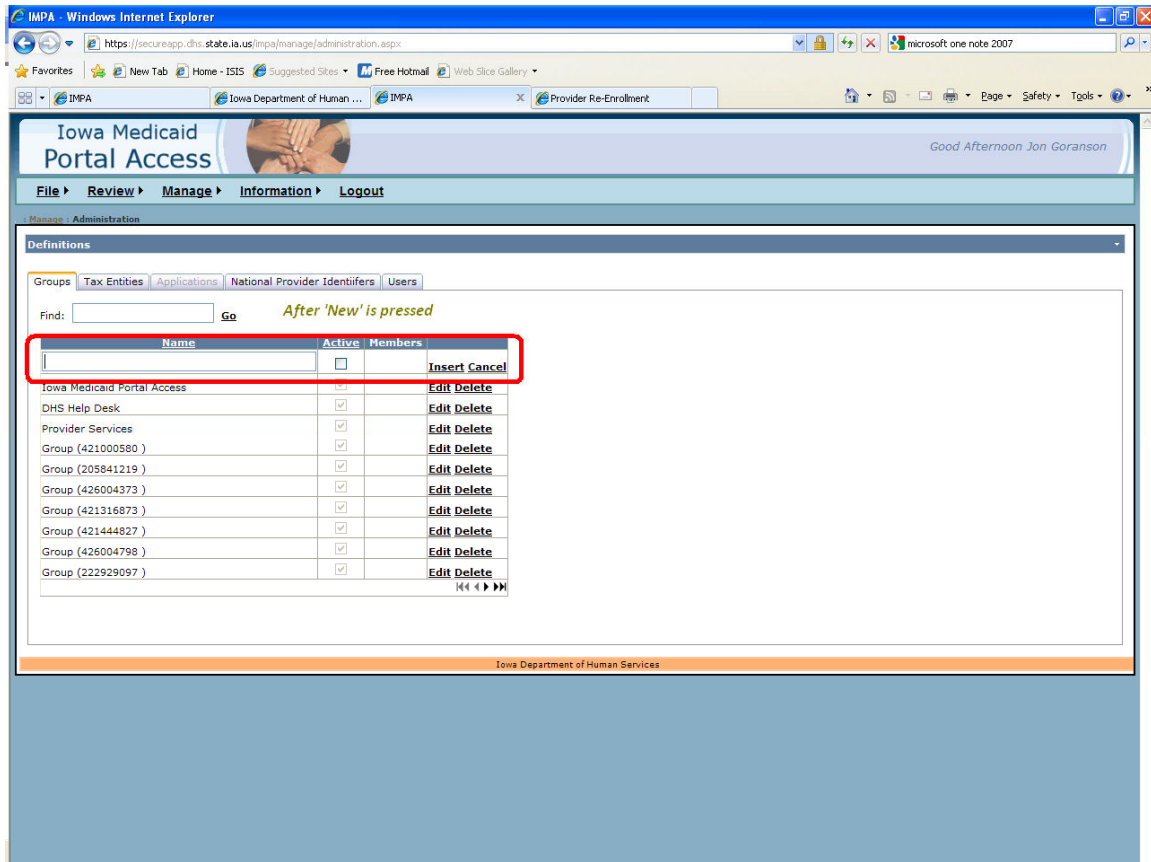 IMPA - Windows Internet Explorer
https://secureapp.dhs.state.ia.us/impa/manage/administration.aspx microsoft one note 2007
Favorites New Tab Home - ISIS Suggested Sites Free Hotmail Web Slice Gallery
IMPA Iowa Department of Human ... IMPA X Provider Re-Enrollment Page Safety Tools »
Iowa Medicaid
Portal Access
Good Afternoon Jon Goranson
File Review Manage Information Logout
: Manage : Administration
Definitions
Groups Tax Entities Applications National Provider Identiifers Users
Find: Go After 'New' is pressed
Name Active Members
Insert Cancel
Iowa Medicaid Portal Access Edit Delete
DHS Help Desk Edit Delete
Provider Services Edit Delete
Group (421000580 ) Edit Delete
Group (205841219 ) Edit Delete
Group (426004373 ) Edit Delete
Group (421316873 ) Edit Delete
Group (421444827 ) Edit Delete
Group (426004798 ) Edit Delete
Group (222929097 ) Edit Delete
Iowa Department of Human Services